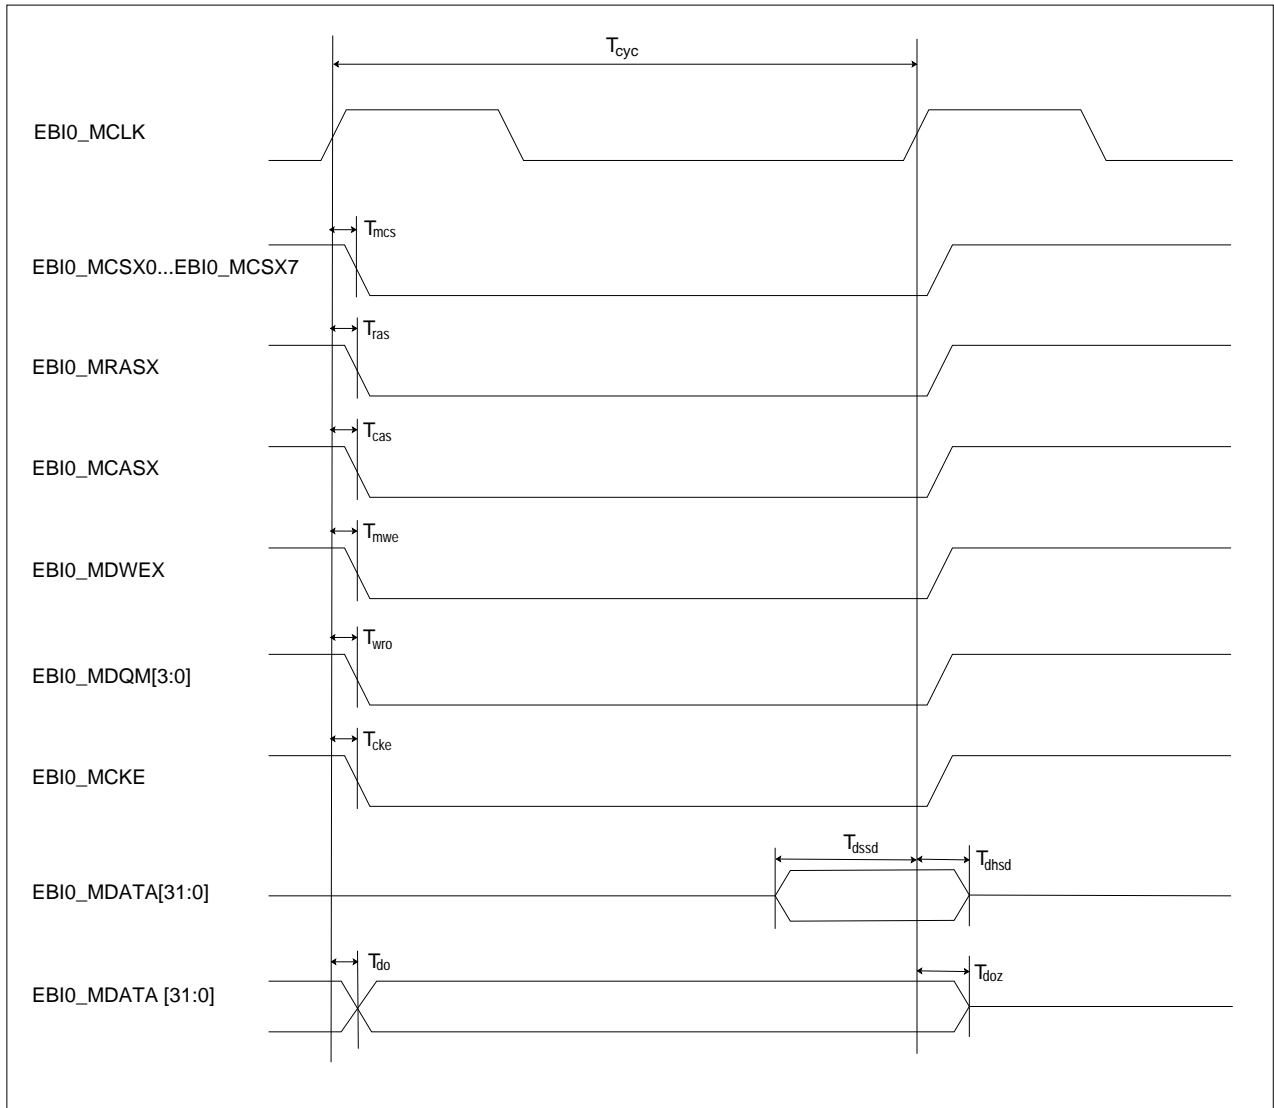 Tcyc
EBI0_MCLK
Tmcs
EBI0_MCSX0...EBI0_MCSX7
Tras
EBI0_MRASX
Tcas
EBI0_MCASX
Tmwe
EBI0_MDWEX
Twro
EBI0_MDQM[3:0]
Tcke
EBI0_MCKE
Tdssd
Tdhsd
EBI0_MDATA[31:0]
Tdo
Tdoz
EBI0_MDATA [31:0]